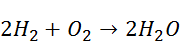 2H₂ + O₂ → 2H₂O